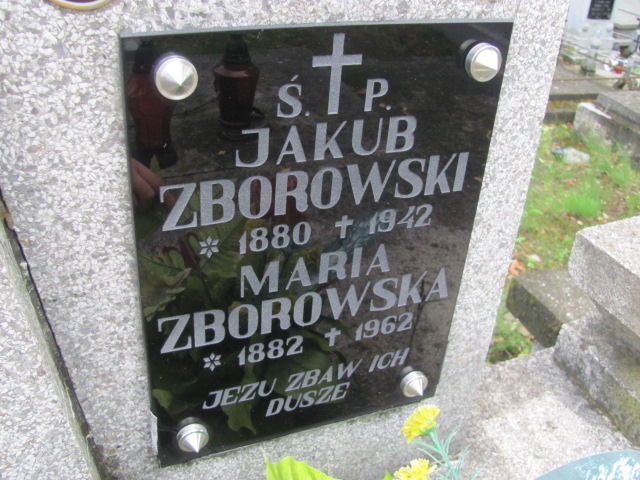 Ś. P.
JAKUB
ZBOROWSKI
* 1880 † 1942
MARIA
ZBOROWSKA
* 1882 † 1962
JEZU ZBAW ICH
DUSZE